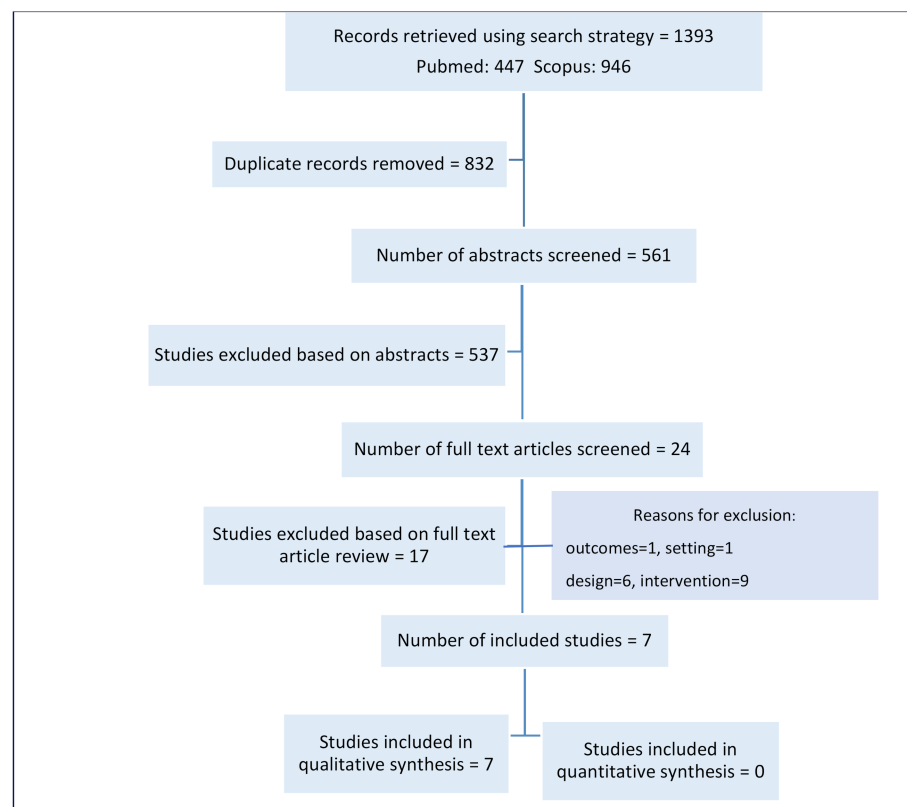 Records retrieved using search strategy = 1393
Pubmed: 447 Scopus: 946
Duplicate records removed = 832
Number of abstracts screened = 561
Studies excluded based on abstracts = 537
Number of full text articles screened = 24
Studies excluded based on full text
article review = 17
Reasons for exclusion:
outcomes=1, setting=1
design=6, intervention=9
Number of included studies = 7
Studies included in
qualitative synthesis = 7
Studies included in
quantitative synthesis = 0